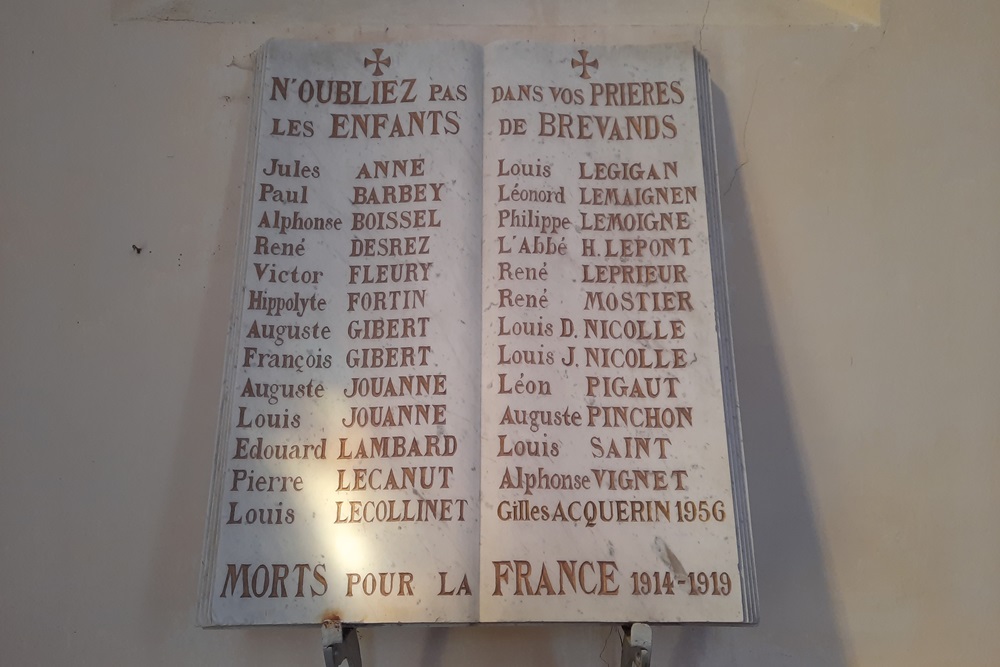 N'OUBLIEZ PAS DANS VOS PRIERES
LES ENFANTS DE BREVANDS
Jules ANNE
Paul BARBEY
Alphonse BOISSEL
René DESREZ
Victor FLEURY
Hippolyte FORTIN
Auguste GIBERT
François GIBERT
Auguste JOUANNE
Louis JOUANNE
Edouard LAMBARD
Pierre LECANUT
Louis LECOLLINET
Louis LEGIGAN
Léonord LEMAIGNEN
Philippe LEMOIGNE
L'Abbé H. LEPONT
René LEPRIEUR
René MOSTIER
Louis D. NICOLLE
Louis J. NICOLLE
Léon PIGAUT
Auguste PINCHON
Louis SAINT
Alphonse VIGNET
Gilles ACQUERIN 1956
MORTS POUR LA FRANCE 1914-1919